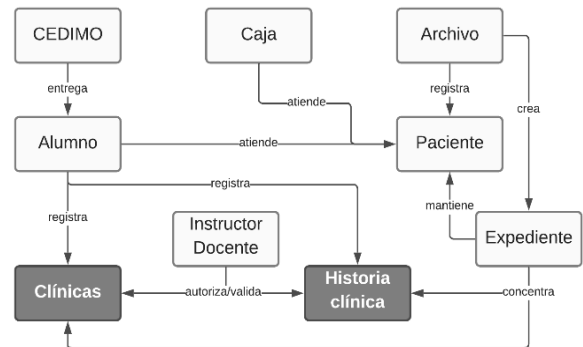 CEDIMO
Caja
Archivo
entrega
atiende
registra
crea
Alumno
atiende
Paciente
registra
registra
mantiene
Instructor
Docente
Expediente
Clínicas
autoriza/valida
Historia
clínica
concentra